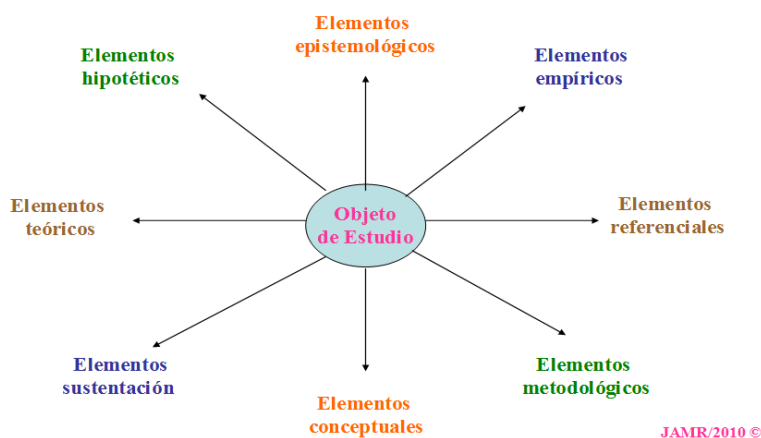 Elementos
epistemológicos
Elementos
hipotéticos
Elementos
empíricos
Elementos
teóricos
Objeto
de Estudio
Elementos
referenciales
Elementos
sustentación
Elementos
conceptuales
Elementos
metodológicos
JAMR/2010 ©